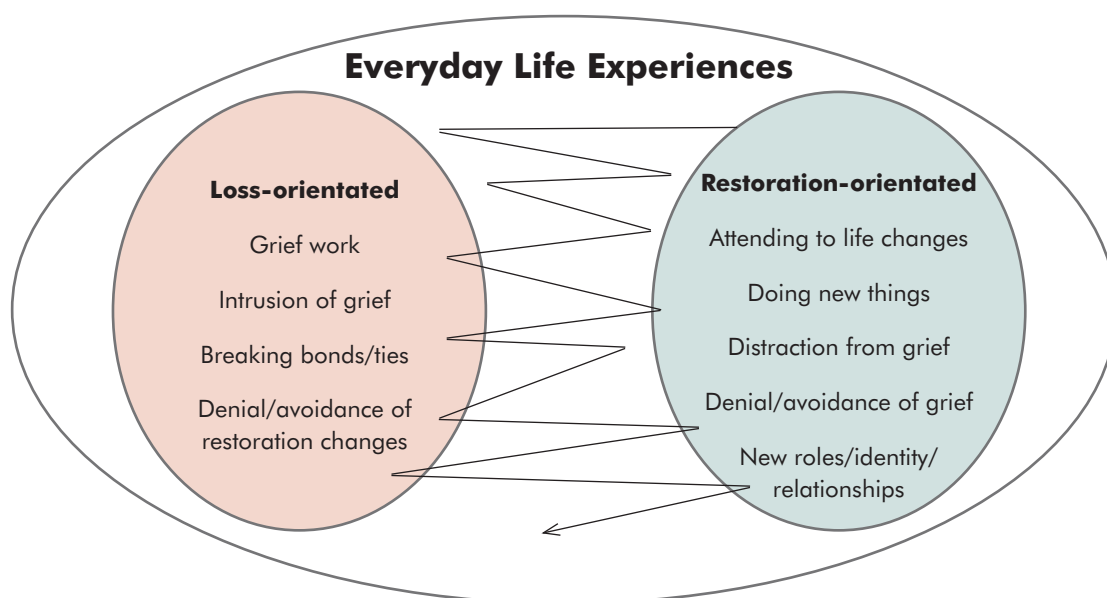 Everyday Life Experiences
Loss-orientated
Grief work
Intrusion of grief
Breaking bonds/ties
Denial/avoidance of
restoration changes
Restoration-orientated
Attending to life changes
Doing new things
Distraction from grief
Denial/avoidance of grief
New roles/identity/
relationships